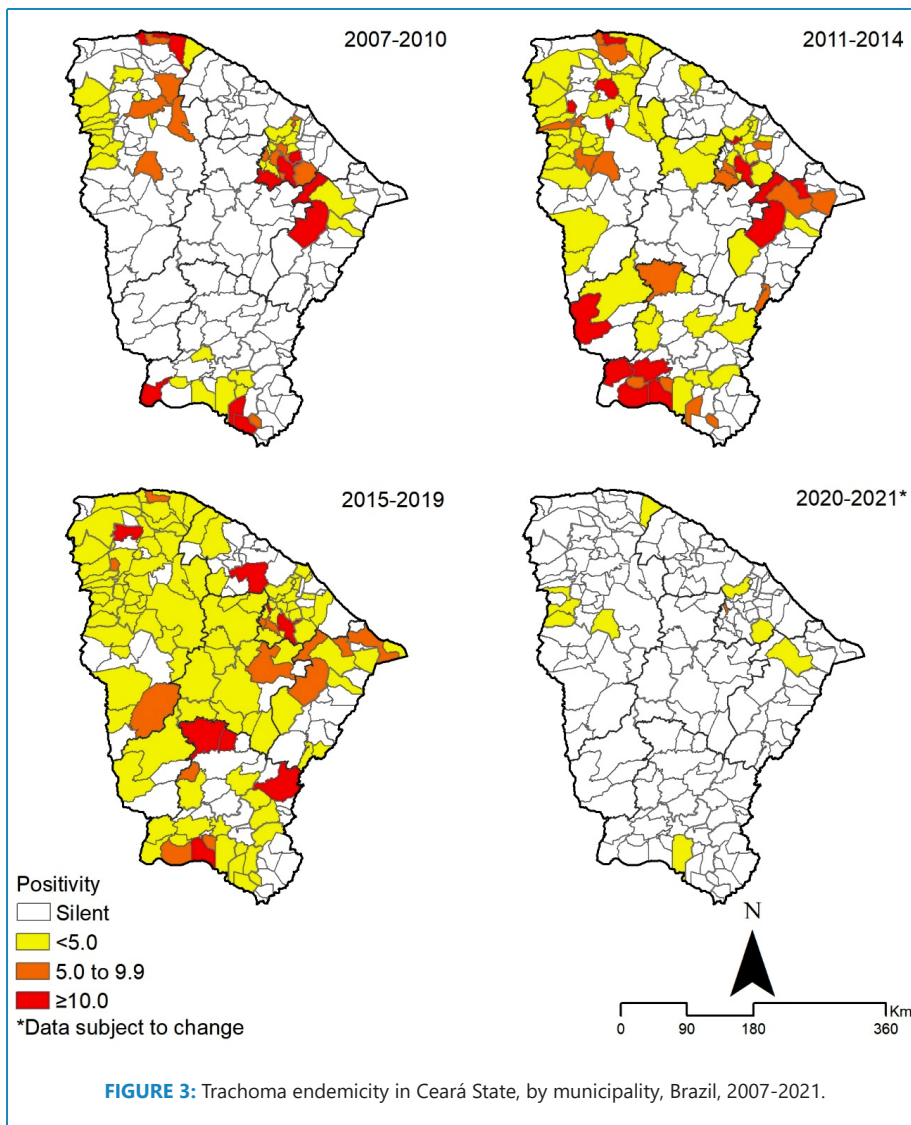 2007-2010
2011-2014
2015-2019
2020-2021*
Positivity
Silent
<5.0
5.0 to 9.9
≥10.0
*Data subject to change
N
Km
0 90 180 360
FIGURE 3: Trachoma endemicity in Ceará State, by municipality, Brazil, 2007-2021.